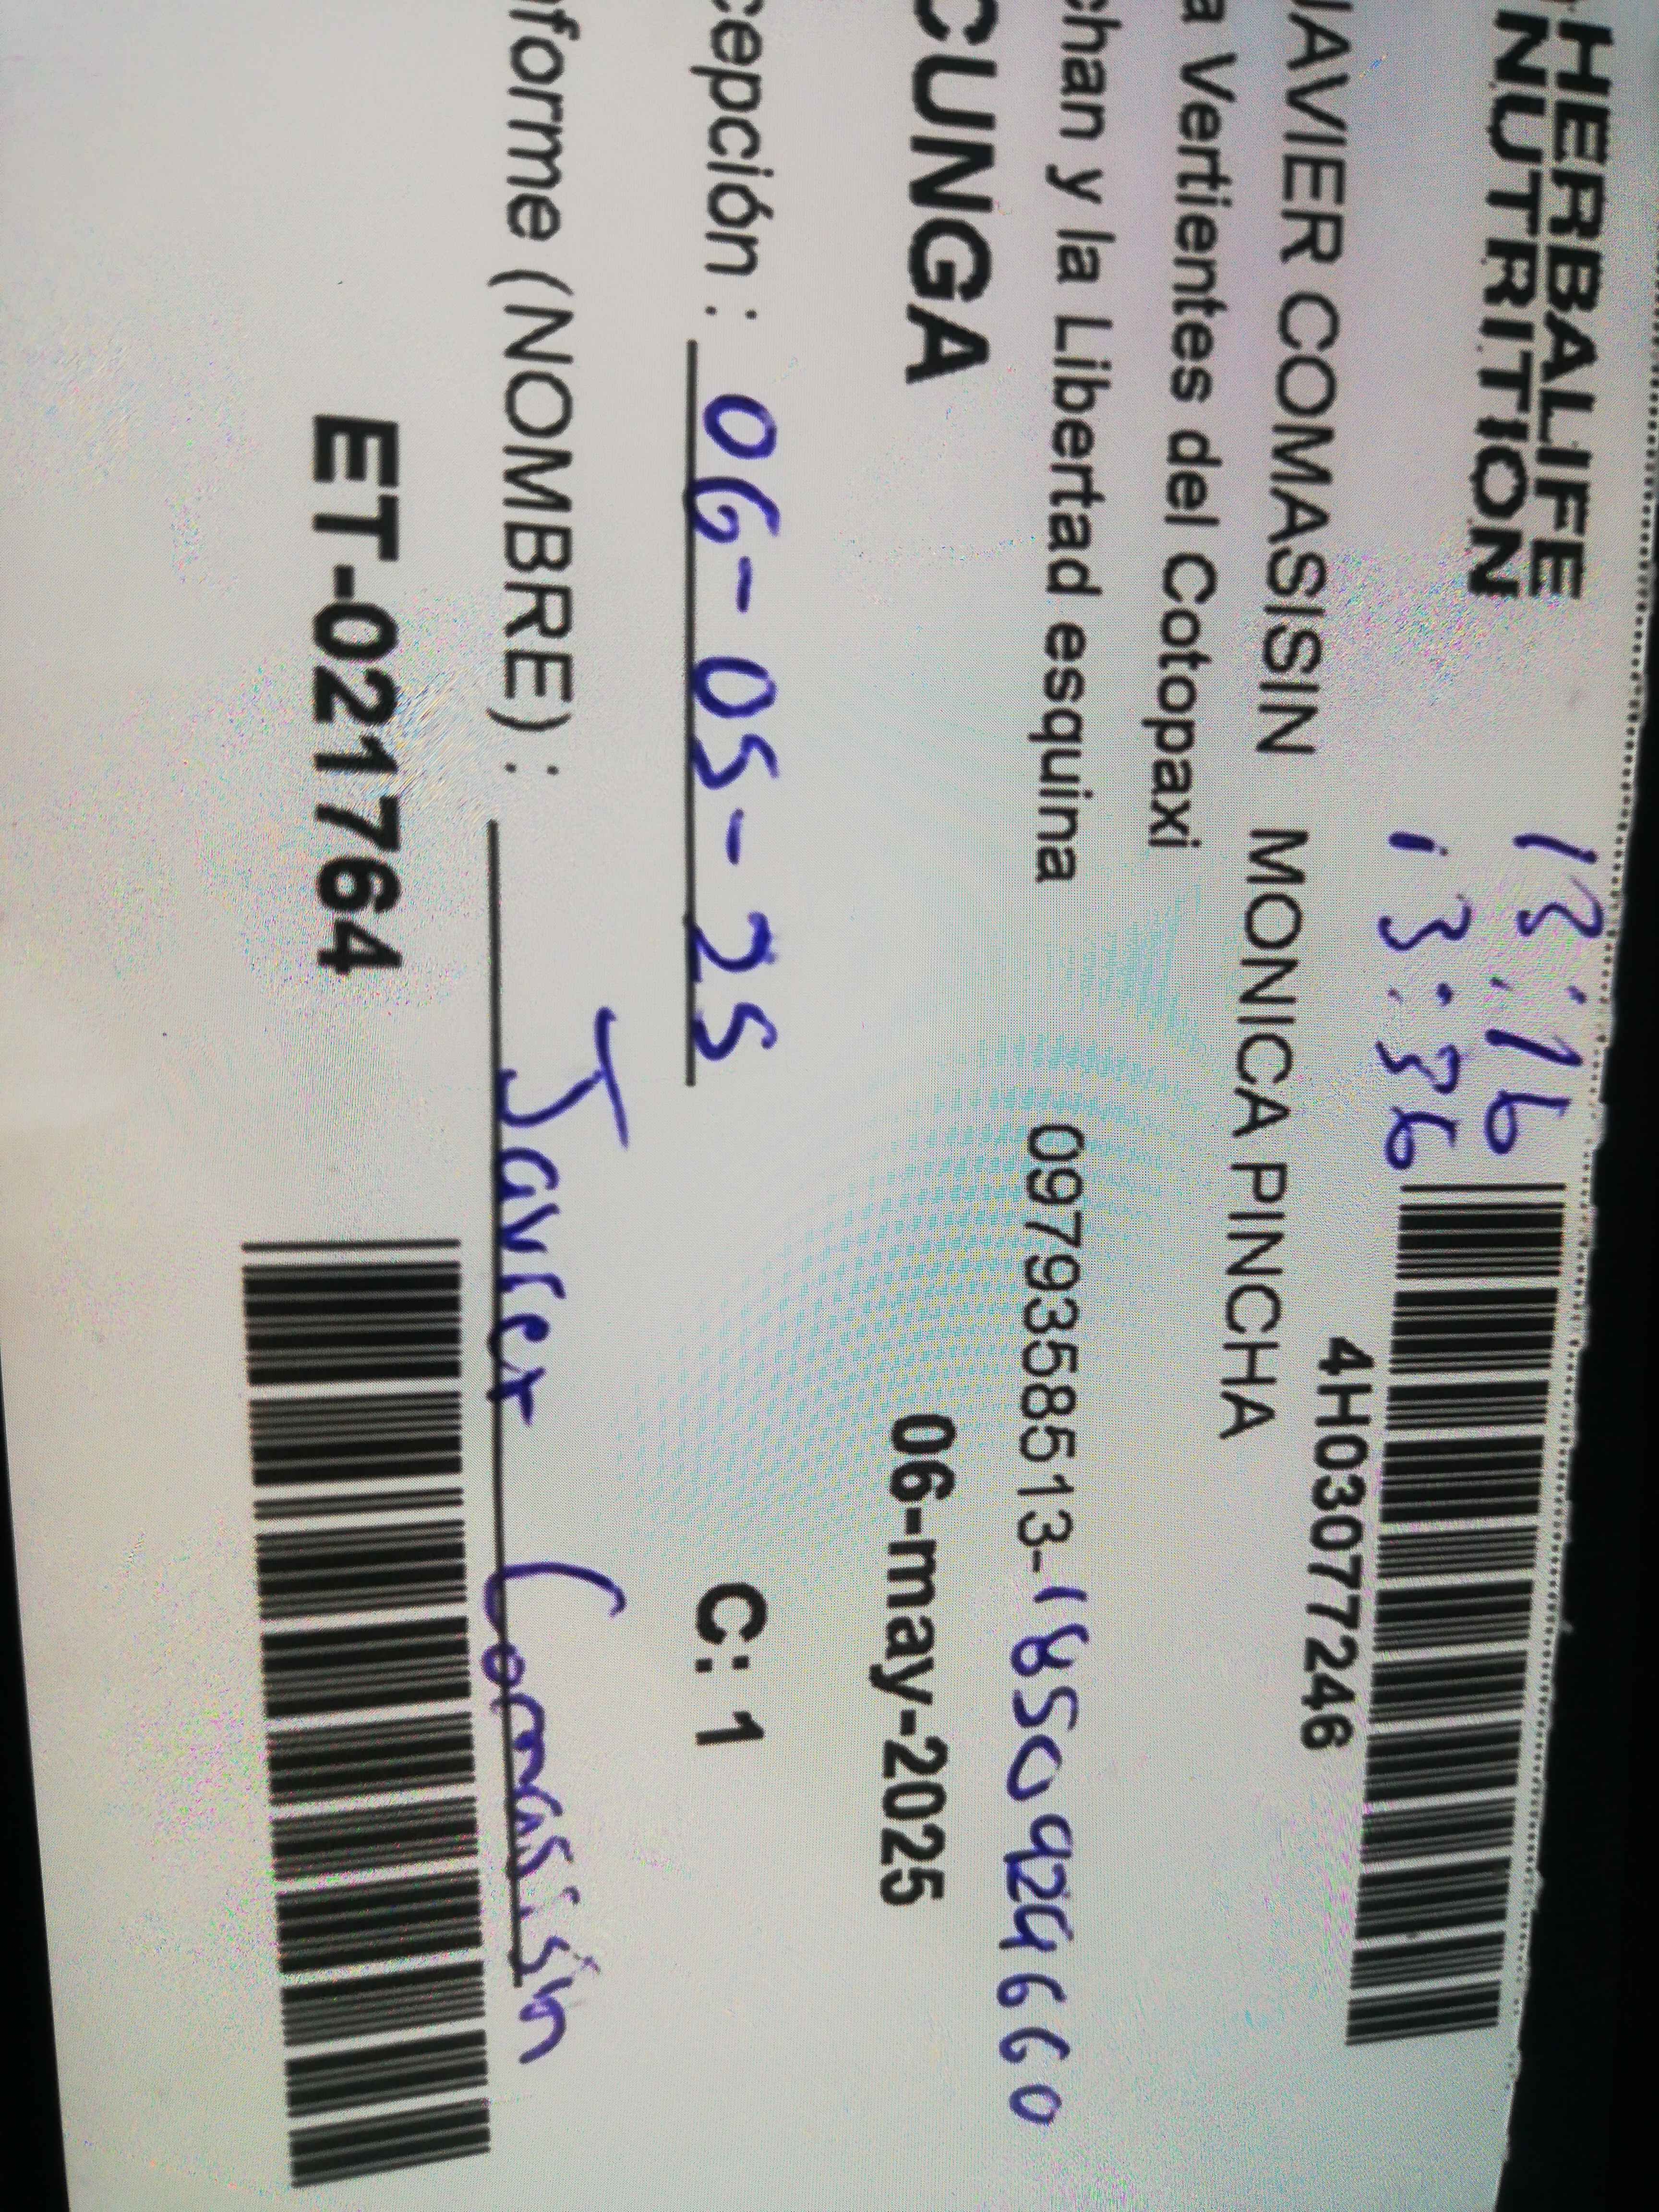 HERBALIFE
NUTRITION
13:16
13:36
4H03077246
JAVIER COMASISIN MONICA PINCHA
a Vertientes del Cotopaxi
chan y la Libertad esquina 0979358513-1850924660
CUNGA 06-may-2025
cepción : 06-05-25 C: 1
nforme (NOMBRE) : Javier Comasisin
ET-021764